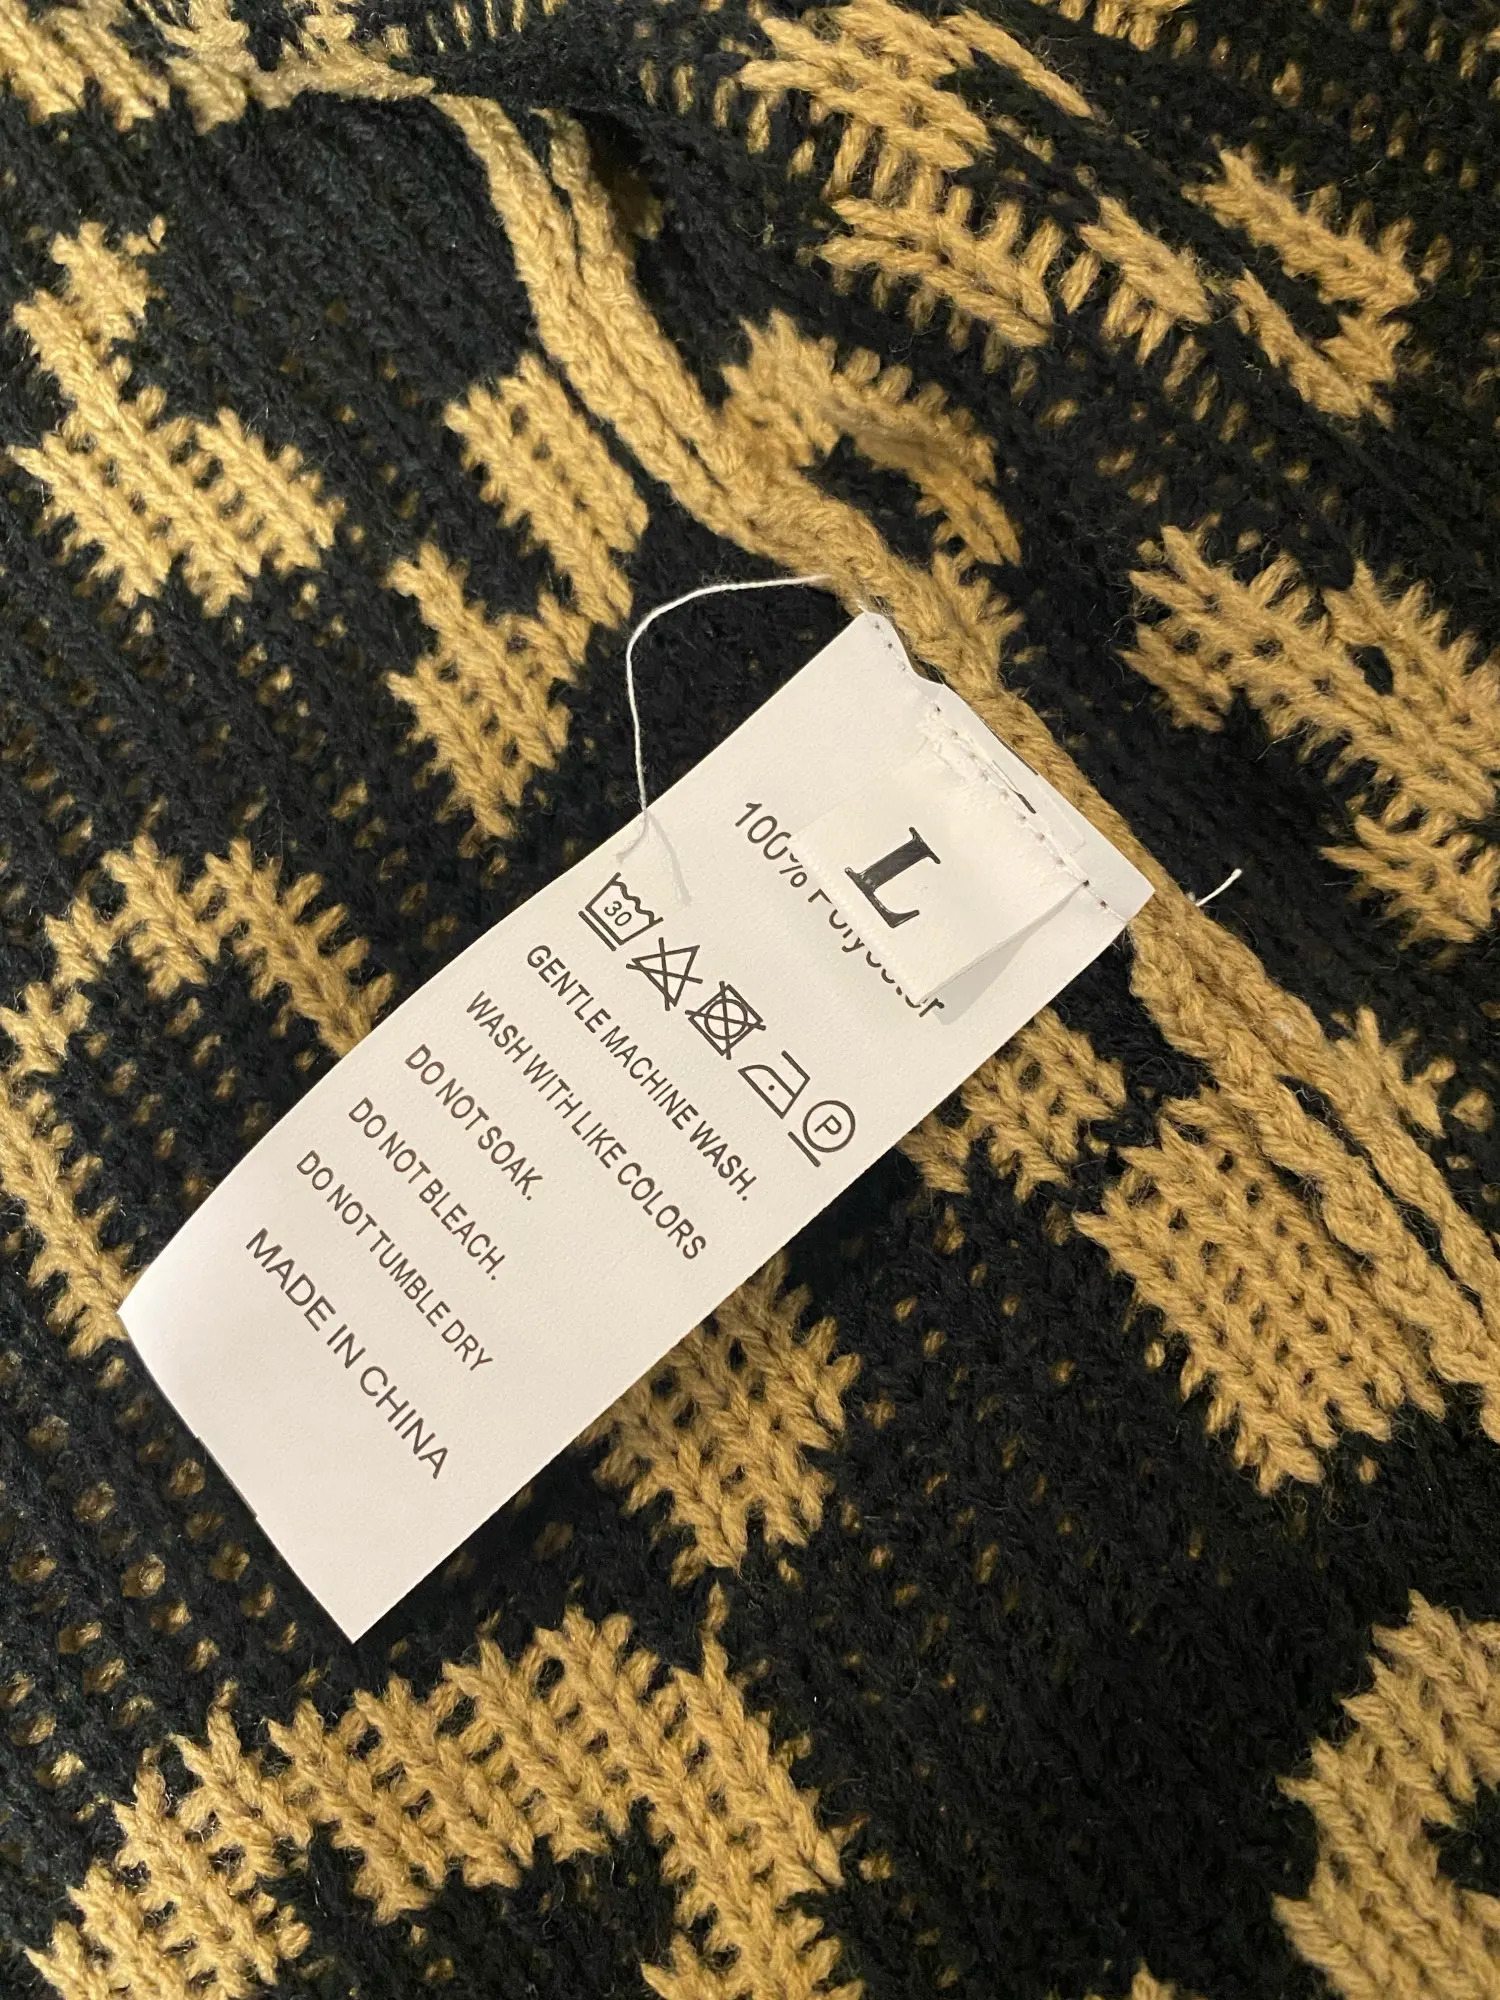 L
100% Polyester
30
P
GENTLE MACHINE WASH.
WASH WITH LIKE COLORS
DO NOT SOAK.
DO NOT BLEACH.
DO NOT TUMBLE DRY
MADE IN CHINA